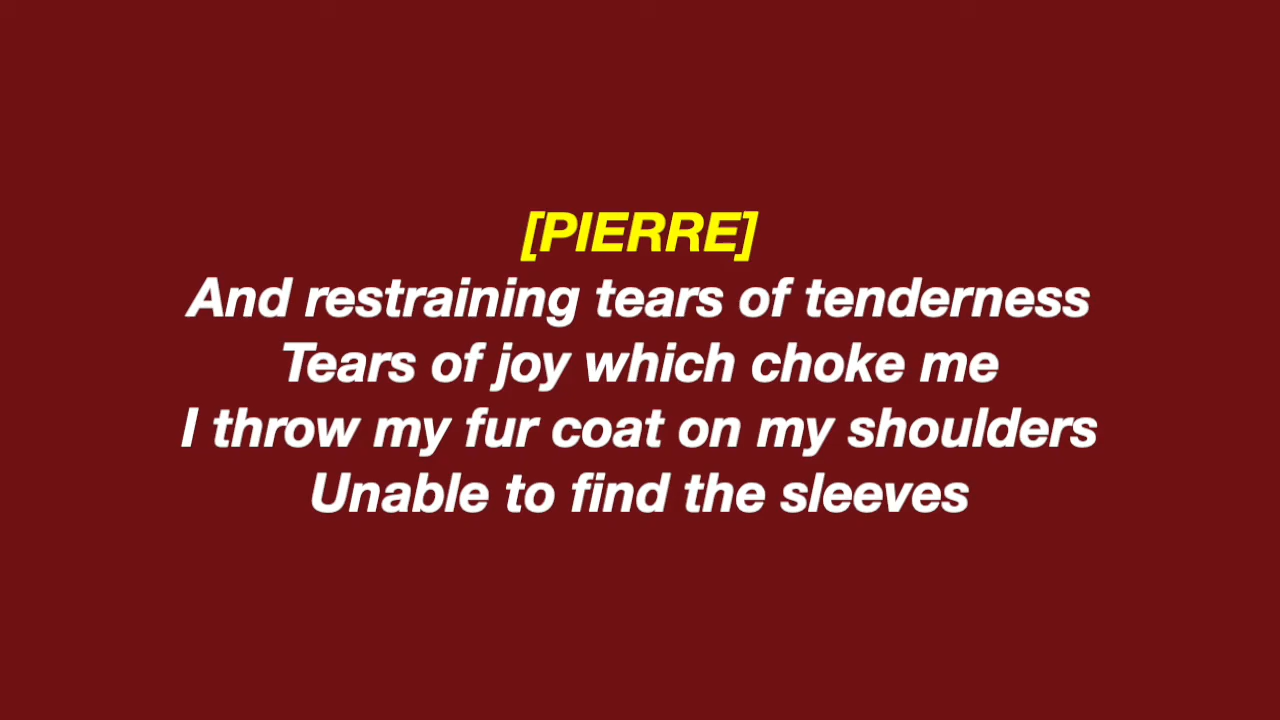 [PIERRE]
And restraining tears of tenderness
Tears of joy which choke me
I throw my fur coat on my shoulders
Unable to find the sleeves